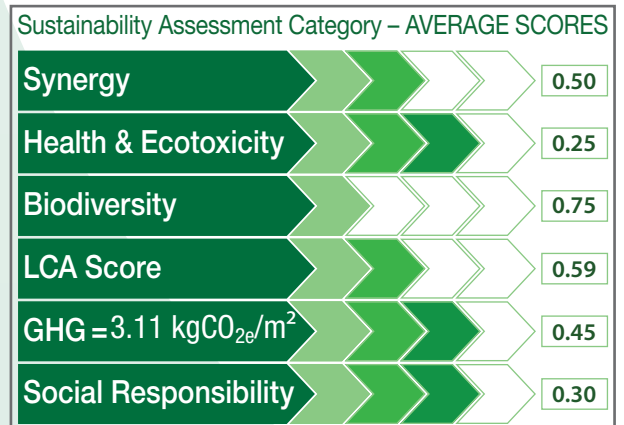 Sustainability Assessment Category – AVERAGE SCORES
Synergy 0.50
Health & Ecotoxicity 0.25
Biodiversity 0.75
LCA Score 0.59
GHG = 3.11 kgCO₂e/m² 0.45
Social Responsibility 0.30